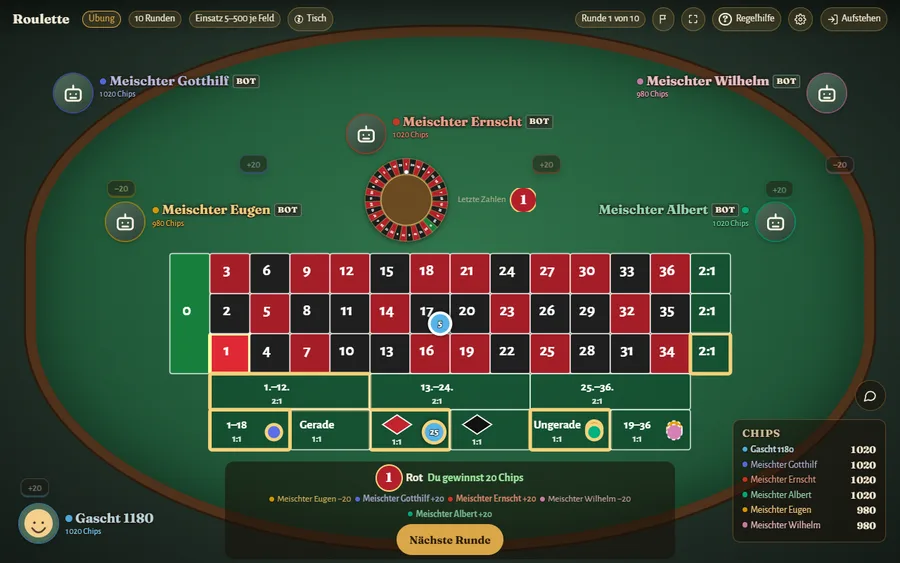 Roulette Übung 10 Runden Einsatz 5–500 je Feld Tisch Runde 1 von 10 Regelhilfe Aufstehen
Meischter Gotthilf BOT
1020 Chips
Meischter Wilhelm BOT
980 Chips
Meischter Ernscht BOT
1020 Chips
+20
+20
−20
−20
Meischter Eugen BOT
980 Chips
Letzte Zahlen 1
+20
Meischter Albert BOT
1020 Chips
3 6 9 12 15 18 21 24 27 30 33 36 2:1
0 2 5 8 11 14 17 20 23 26 29 32 35 2:1
5
1 4 7 10 13 16 19 22 25 28 31 34 2:1
1.–12. 13.–24. 25.–36.
2:1 2:1 2:1
1–18 Gerade 25 Ungerade 19–36
1:1 1:1 1:1 1:1 1:1 1:1
CHIPS
Gascht 1180 1020
Meischter Gotthilf 1020
Meischter Ernscht 1020
Meischter Albert 1020
Meischter Eugen 980
Meischter Wilhelm 980
1 Rot Du gewinnst 20 Chips
Meischter Eugen −20 Meischter Gotthilf +20 Meischter Ernscht +20 Meischter Wilhelm −20
Meischter Albert +20
Nächste Runde
+20
Gascht 1180
1020 Chips